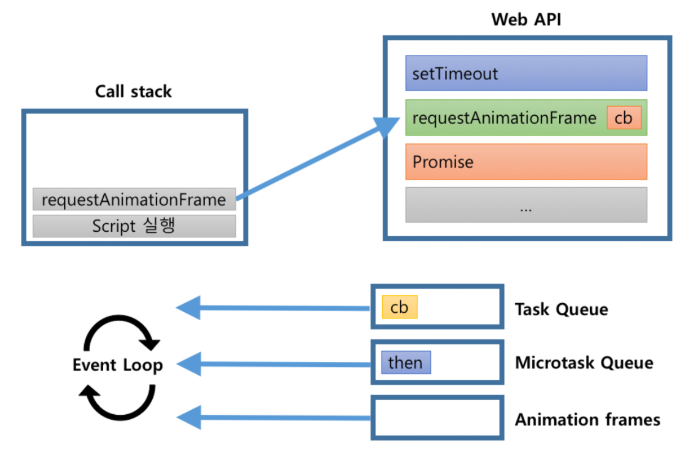 Web API
setTimeout
requestAnimationFrame cb
Promise
...
Call stack
requestAnimationFrame
Script 실행
Event Loop
cb
Task Queue
then
Microtask Queue
Animation frames